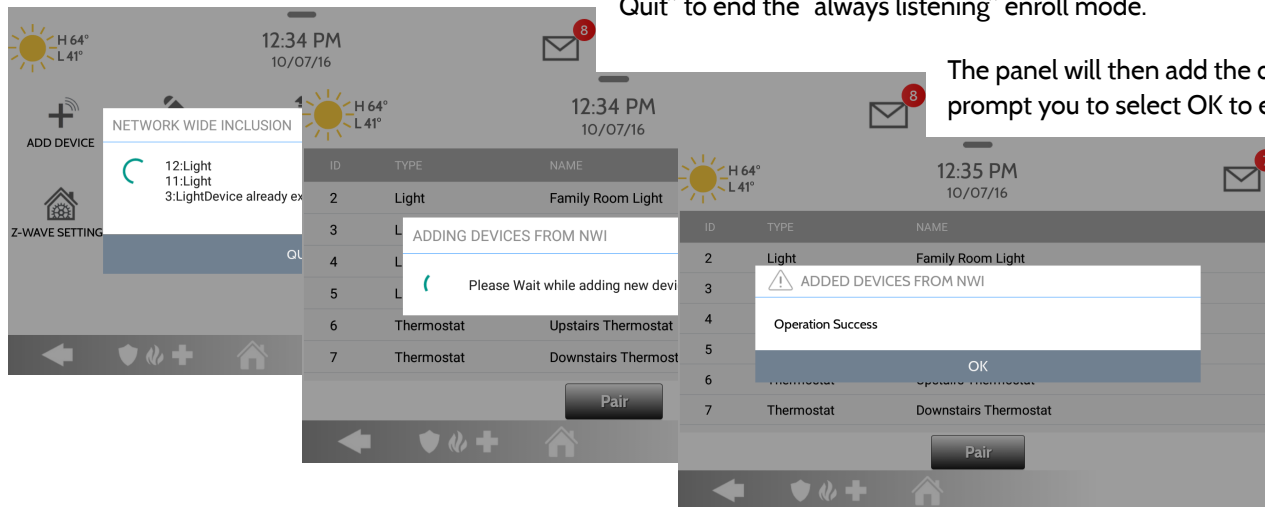 Quit" to end the "always listening" enroll mode.
The panel will then add the
prompt you to select OK to
H 64°
L 41°
12:34 PM
10/07/16
8
ADD DEVICE
Z-WAVE SETTING
NETWORK WIDE INCLUSION
12:Light
11:Light
3:LightDevice already
H 64°
L 41°
12:34 PM
10/07/16
8
ID TYPE NAME
2 Light Family Room Light
3
4
5
6 Thermostat Upstairs Thermostat
7 Thermostat Downstairs
ADDING DEVICES FROM NWI
Please Wait while adding new
Pair
H 64°
L 41°
12:35 PM
10/07/16
ID TYPE NAME
2 Light Family Room Light
3
4
5
6 Thermostat Upstairs Thermostat
7 Thermostat Downstairs Thermostat
ADDED DEVICES FROM NWI
Operation Success
OK
Pair